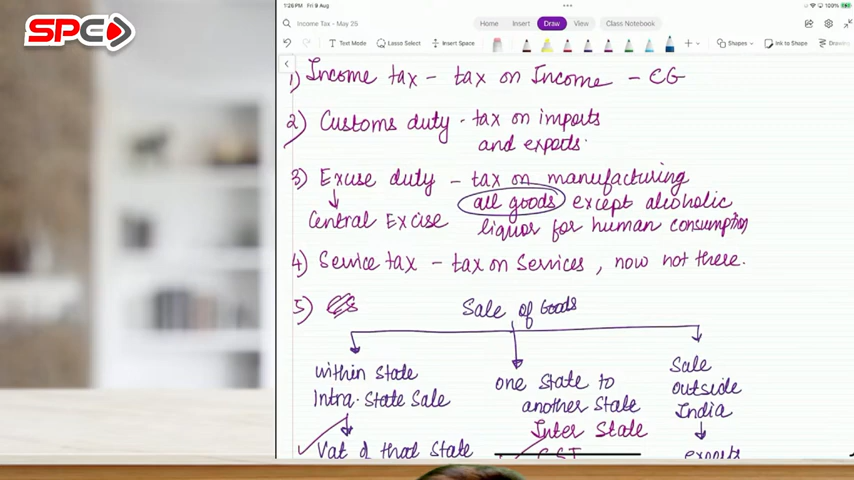 SPC
1:26 PM Fri 9 Aug
100%
Income Tax - May 25
Home Insert Draw View Class Notebook
Text Mode Lasso Select Insert Space Shapes Ink to Shape Drawing
1) Income tax - tax on Income - CG
2) Customs duty - tax on imports
and exports.
3) Excise duty - tax on manufacturing
all goods except alcoholic
Central Excise
liquor for human consumption
4) Service tax - tax on Services, now not there.
5) Sale of Goods
within State
Intra-State Sale
Vat of that State
one State to
another State
Inter State
Sale
outside
India
exports